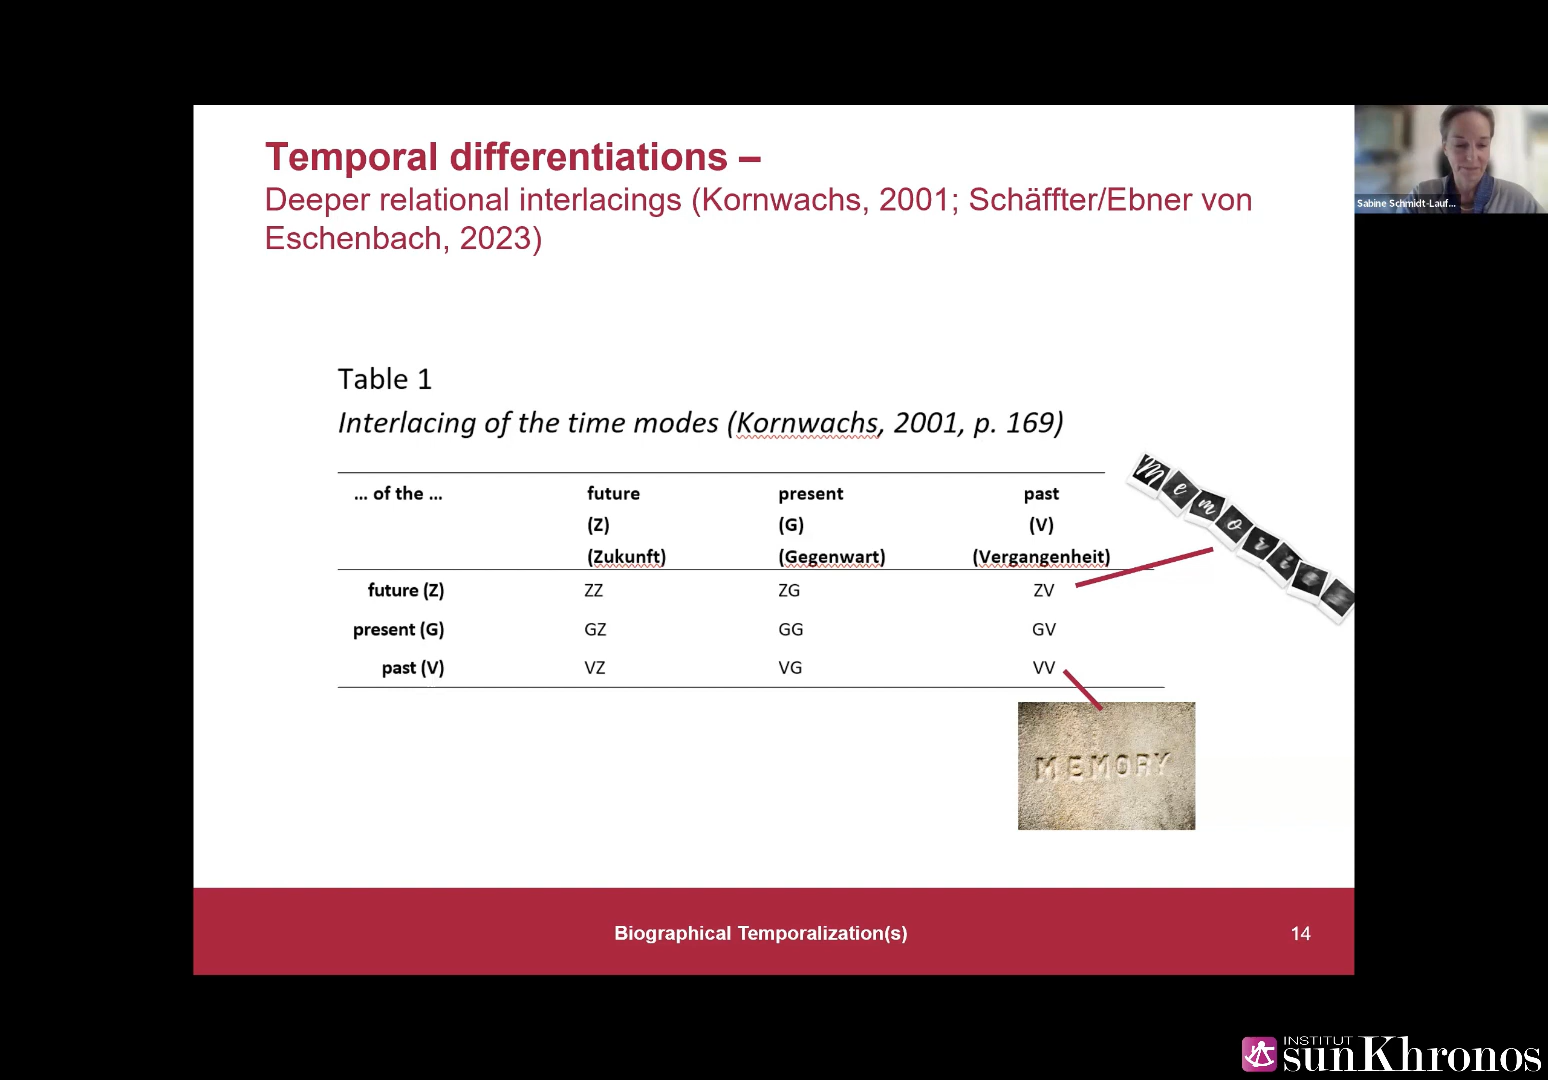 Temporal differentiations –
Deeper relational interlacings (Kornwachs, 2001; Schäffter/Ebner von
Eschenbach, 2023)
Sabine Schmidt-Lauf...
Table 1
Interlacing of the time modes (Kornwachs, 2001, p. 169)
... of the ... future present past
(Z) (G) (V)
(Zukunft) (Gegenwart) (Vergangenheit)
future (Z) ZZ ZG ZV
present (G) GZ GG GV
past (V) VZ VG VV
Memories
MEMORY
Biographical Temporalization(s) 14
INSTITUT
sunKhronos